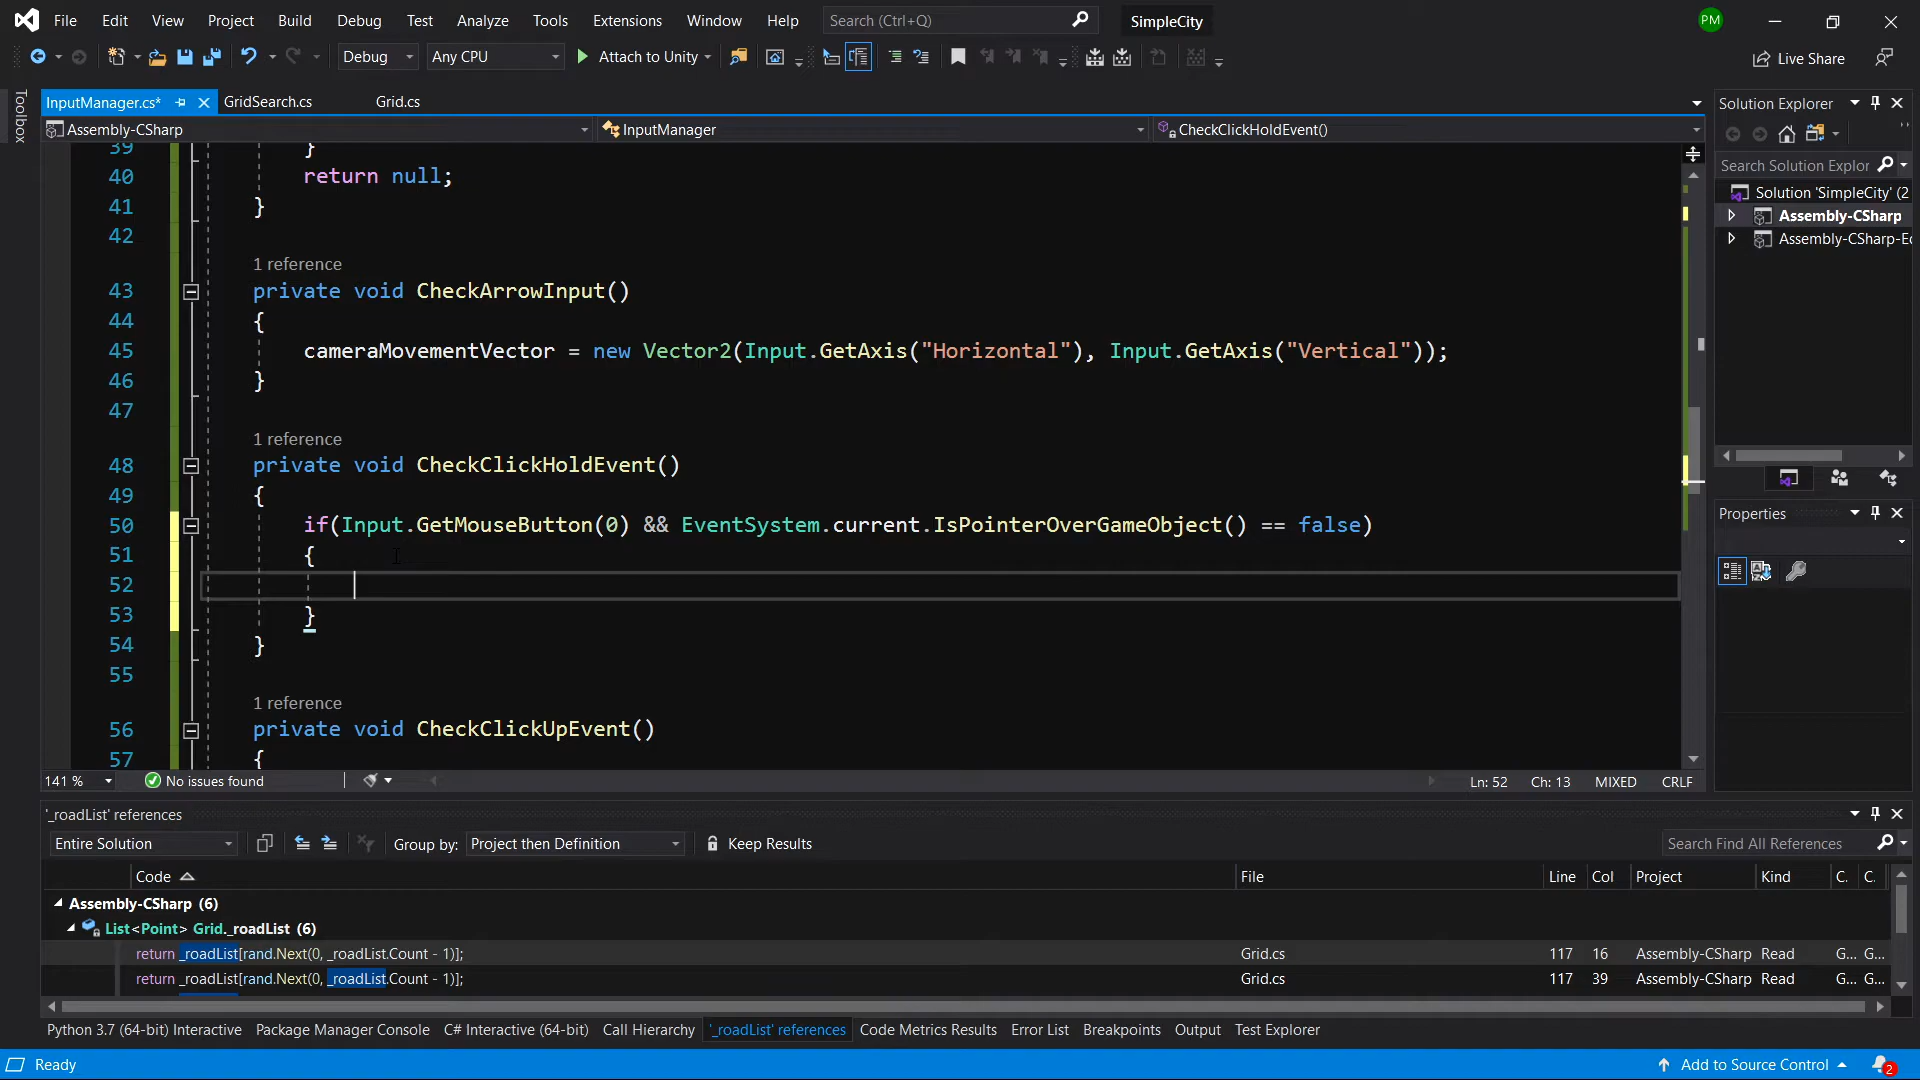 File Edit View Project Build Debug Test Analyze Tools Extensions Window Help Search (Ctrl+Q) SimpleCity PM
Debug Any CPU Attach to Unity Live Share
Toolbox
InputManager.cs* GridSearch.cs Grid.cs
Assembly-CSharp InputManager CheckClickHoldEvent()
39 }
40 return null;
41 }
42
1 reference
43 private void CheckArrowInput()
44 {
45 cameraMovementVector = new Vector2(Input.GetAxis("Horizontal"), Input.GetAxis("Vertical"));
46 }
47
1 reference
48 private void CheckClickHoldEvent()
49 {
50 if(Input.GetMouseButton(0) && EventSystem.current.IsPointerOverGameObject() == false)
51 {
52
53 }
54 }
55
1 reference
56 private void CheckClickUpEvent()
57 {
141 % No issues found Ln: 52 Ch: 13 MIXED CRLF
Solution Explorer
Search Solution Explor
Solution 'SimpleCity' (2
Assembly-CSharp
Assembly-CSharp-Ec
Properties
'_roadList' references
Entire Solution Group by: Project then Definition Keep Results Search Find All References
Code File Line Col Project Kind C. C.
Assembly-CSharp (6)
List<Point> Grid._roadList (6)
return _roadList[rand.Next(0, _roadList.Count - 1)]; Grid.cs 117 16 Assembly-CSharp Read G... G...
return _roadList[rand.Next(0, _roadList.Count - 1)]; Grid.cs 117 39 Assembly-CSharp Read G... G...
Python 3.7 (64-bit) Interactive Package Manager Console C# Interactive (64-bit) Call Hierarchy '_roadList' references Code Metrics Results Error List Breakpoints Output Test Explorer
Ready Add to Source Control 2